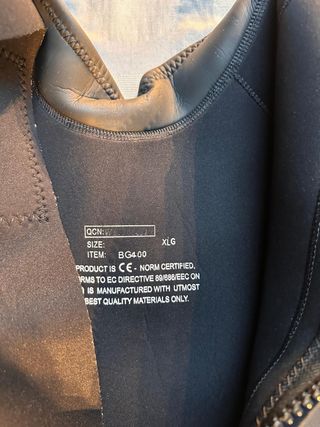 QCN:
SIZE: XLG
ITEM: BG400
PRODUCT IS CE - NORM CERTIFIED,
RMS TO EC DIRECTIVE 89/686/EEC ON
IS MANUFACTURED WITH UTMOST
BEST QUALITY MATERIALS ONLY.